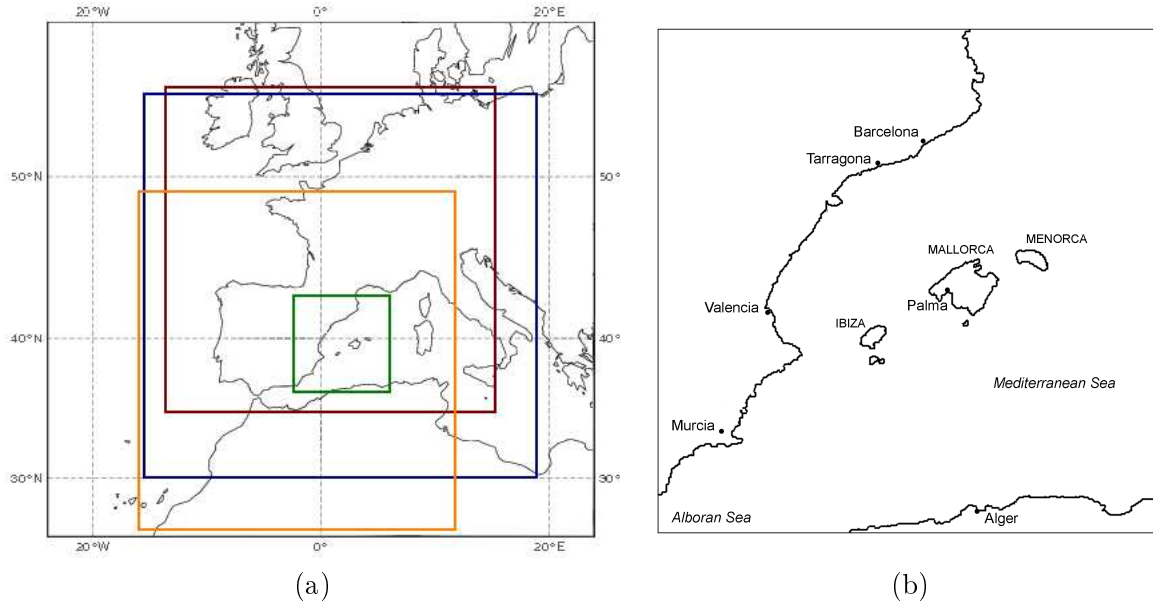 20°W 0° 20°E
50°N 50°N
40°N 40°N
30°N 30°N
20°W 0° 20°E
(a)
Barcelona
Tarragona
MENORCA
MALLORCA
Palma
Valencia
IBIZA
Mediterranean Sea
Murcia
Alboran Sea
Alger
(b)